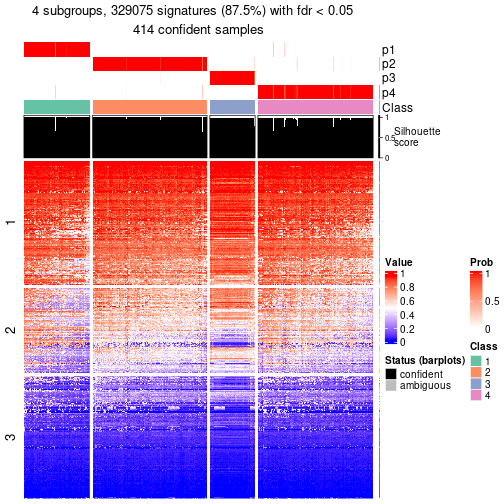 4 subgroups, 329075 signatures (87.5%) with fdr < 0.05
414 confident samples
p1
p2
p3
p4
Class
1
0.5
0
Silhouette
score
1
2
3
Value
1
0.8
0.6
0.4
0.2
0
Prob
1
0.5
0
Status (barplots)
confident
ambiguous
Class
1
2
3
4